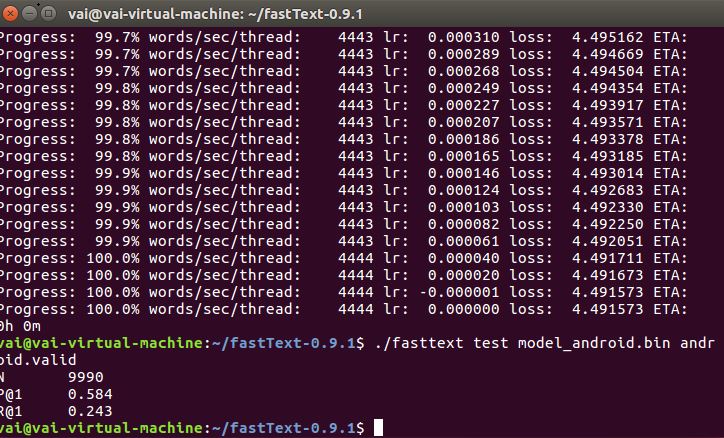 vai@vai-virtual-machine: ~/fastText-0.9.1
Progress:  99.7% words/sec/thread:    4443 lr:  0.000310 loss:  4.495162 ETA:
Progress:  99.7% words/sec/thread:    4443 lr:  0.000289 loss:  4.494669 ETA:
Progress:  99.7% words/sec/thread:    4443 lr:  0.000268 loss:  4.494504 ETA:
Progress:  99.8% words/sec/thread:    4443 lr:  0.000249 loss:  4.494354 ETA:
Progress:  99.8% words/sec/thread:    4443 lr:  0.000227 loss:  4.493917 ETA:
Progress:  99.8% words/sec/thread:    4443 lr:  0.000207 loss:  4.493571 ETA:
Progress:  99.8% words/sec/thread:    4443 lr:  0.000186 loss:  4.493378 ETA:
Progress:  99.8% words/sec/thread:    4443 lr:  0.000165 loss:  4.493185 ETA:
Progress:  99.9% words/sec/thread:    4443 lr:  0.000146 loss:  4.493014 ETA:
Progress:  99.9% words/sec/thread:    4443 lr:  0.000124 loss:  4.492683 ETA:
Progress:  99.9% words/sec/thread:    4443 lr:  0.000103 loss:  4.492330 ETA:
Progress:  99.9% words/sec/thread:    4443 lr:  0.000082 loss:  4.492250 ETA:
Progress:  99.9% words/sec/thread:    4443 lr:  0.000061 loss:  4.492051 ETA:
Progress: 100.0% words/sec/thread:    4444 lr:  0.000040 loss:  4.491711 ETA:
Progress: 100.0% words/sec/thread:    4444 lr:  0.000020 loss:  4.491673 ETA:
Progress: 100.0% words/sec/thread:    4444 lr: -0.000001 loss:  4.491573 ETA:
Progress: 100.0% words/sec/thread:    4444 lr:  0.000000 loss:  4.491573 ETA:
0h 0m
vai@vai-virtual-machine:~/fastText-0.9.1$ ./fasttext test model_android.bin andr
oid.valid
N       9990
P@1     0.584
R@1     0.243
vai@vai-virtual-machine:~/fastText-0.9.1$